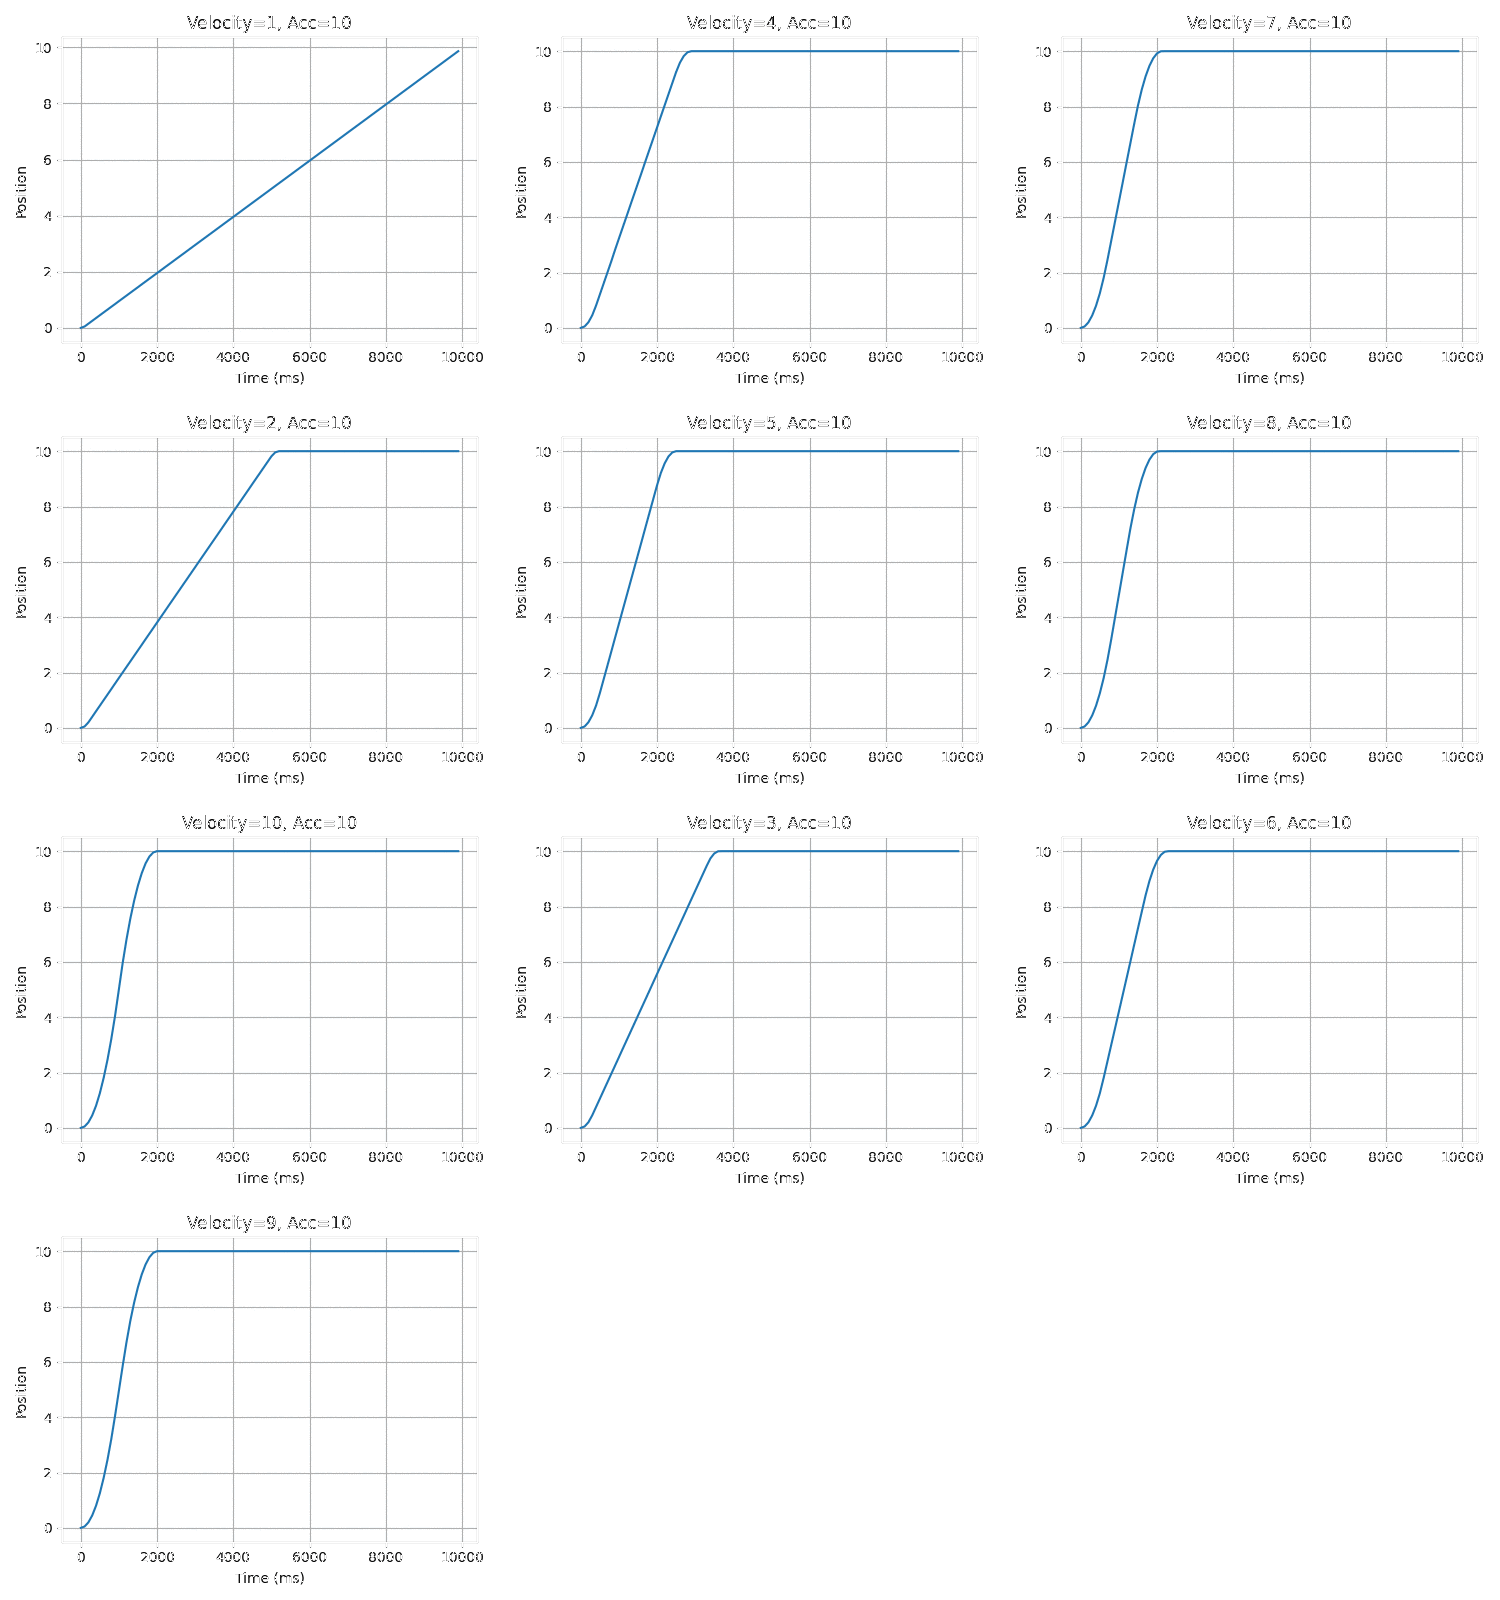 Velocity=1, Acc=10
Position
10
8
6
4
2
0
0 2000 4000 6000 8000 10000
Time (ms)
Velocity=4, Acc=10
Position
10
8
6
4
2
0
0 2000 4000 6000 8000 10000
Time (ms)
Velocity=7, Acc=10
Position
10
8
6
4
2
0
0 2000 4000 6000 8000 10000
Time (ms)
Velocity=2, Acc=10
Position
10
8
6
4
2
0
0 2000 4000 6000 8000 10000
Time (ms)
Velocity=5, Acc=10
Position
10
8
6
4
2
0
0 2000 4000 6000 8000 10000
Time (ms)
Velocity=8, Acc=10
Position
10
8
6
4
2
0
0 2000 4000 6000 8000 10000
Time (ms)
Velocity=10, Acc=10
Position
10
8
6
4
2
0
0 2000 4000 6000 8000 10000
Time (ms)
Velocity=3, Acc=10
Position
10
8
6
4
2
0
0 2000 4000 6000 8000 10000
Time (ms)
Velocity=6, Acc=10
Position
10
8
6
4
2
0
0 2000 4000 6000 8000 10000
Time (ms)
Velocity=9, Acc=10
Position
10
8
6
4
2
0
0 2000 4000 6000 8000 10000
Time (ms)